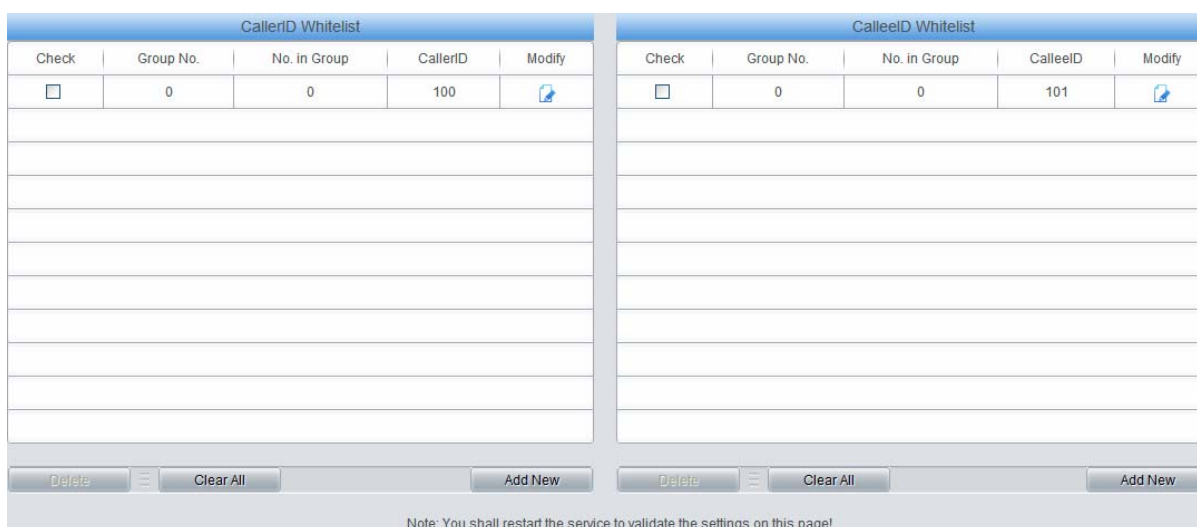 CallerID Whitelist
Check Group No. No. in Group CallerID Modify
0 0 100
Delete Clear All Add New
CalleeID Whitelist
Check Group No. No. in Group CalleeID Modify
0 0 101
Delete Clear All Add New
Note: You shall restart the service to validate the settings on this page!